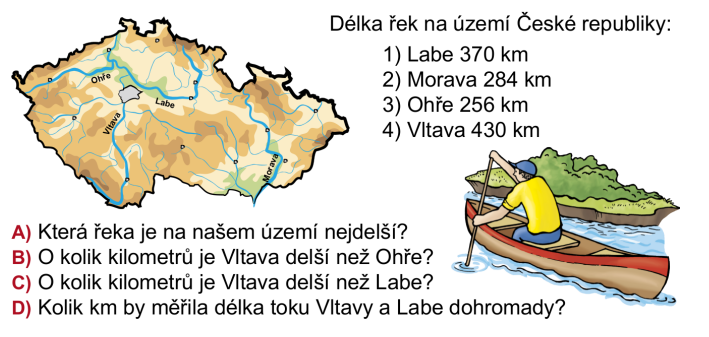 Délka řek na území České republiky:
1) Labe 370 km
2) Morava 284 km
3) Ohře 256 km
4) Vltava 430 km
Ohře
Labe
Vltava
Morava
A) Která řeka je na našem území nejdelší?
B) O kolik kilometrů je Vltava delší než Ohře?
C) O kolik kilometrů je Vltava delší než Labe?
D) Kolik km by měřila délka toku Vltavy a Labe dohromady?